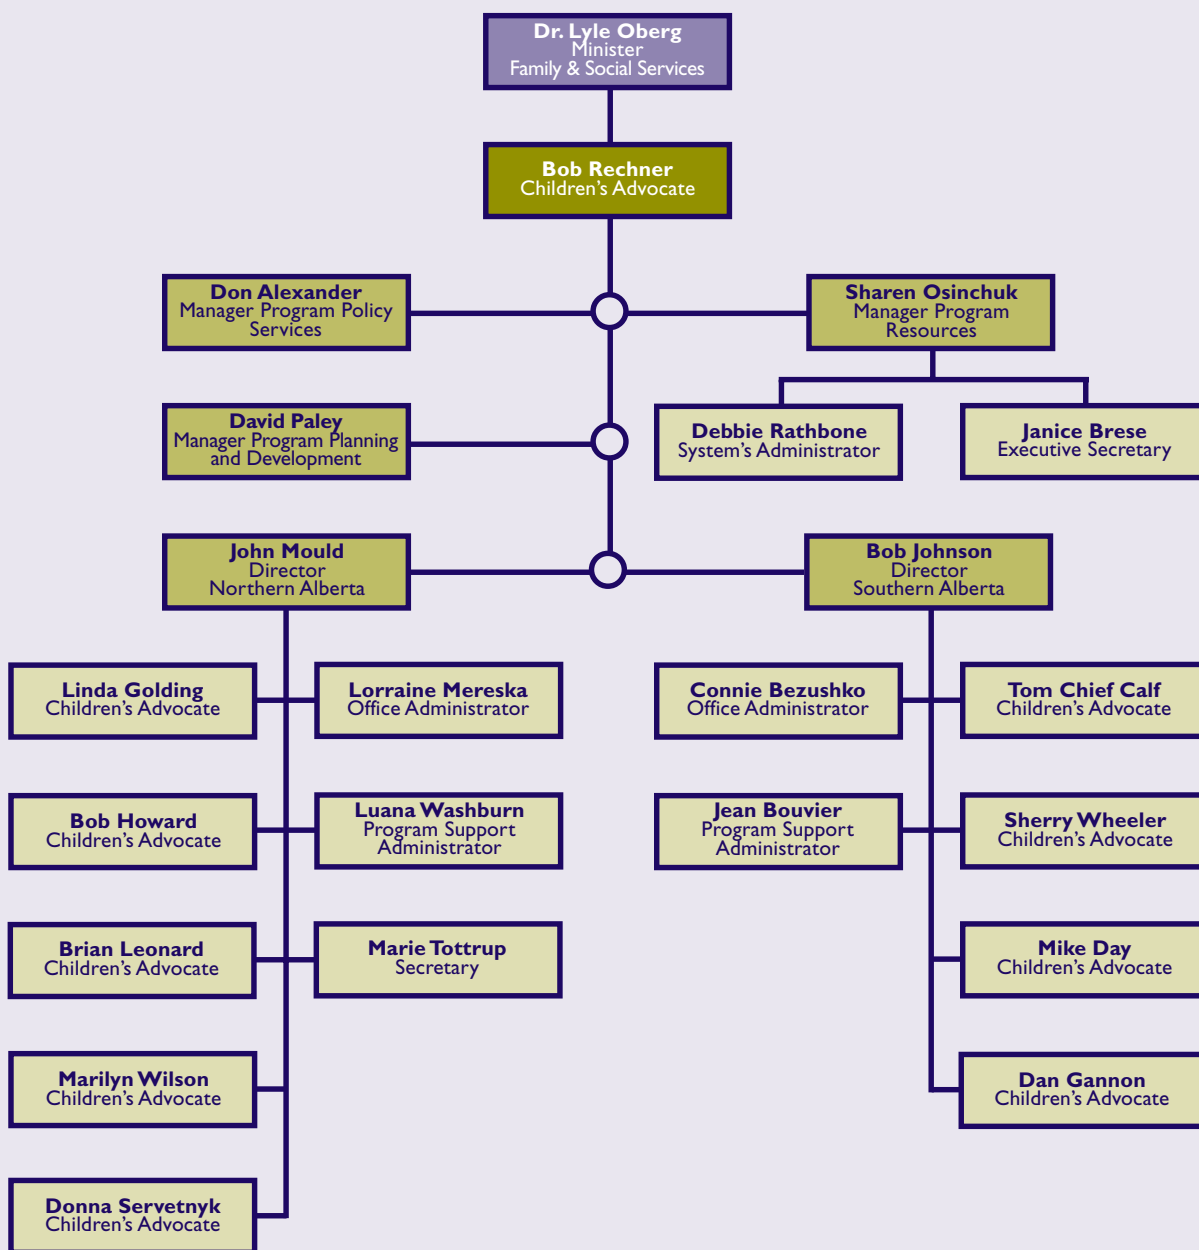 Dr. Lyle Oberg
Minister
Family & Social Services
Bob Rechner
Children's Advocate
Don Alexander
Manager Program Policy
Services
Sharen Osinchuk
Manager Program
Resources
David Paley
Manager Program Planning
and Development
Debbie Rathbone
System's Administrator
Janice Brese
Executive Secretary
John Mould
Director
Northern Alberta
Bob Johnson
Director
Southern Alberta
Linda Golding
Children's Advocate
Lorraine Mereska
Office Administrator
Connie Bezushko
Office Administrator
Tom Chief Calf
Children's Advocate
Bob Howard
Children's Advocate
Luana Washburn
Program Support
Administrator
Jean Bouvier
Program Support
Administrator
Sherry Wheeler
Children's Advocate
Brian Leonard
Children's Advocate
Marie Tottrup
Secretary
Mike Day
Children's Advocate
Marilyn Wilson
Children's Advocate
Dan Gannon
Children's Advocate
Donna Servetnyk
Children's Advocate